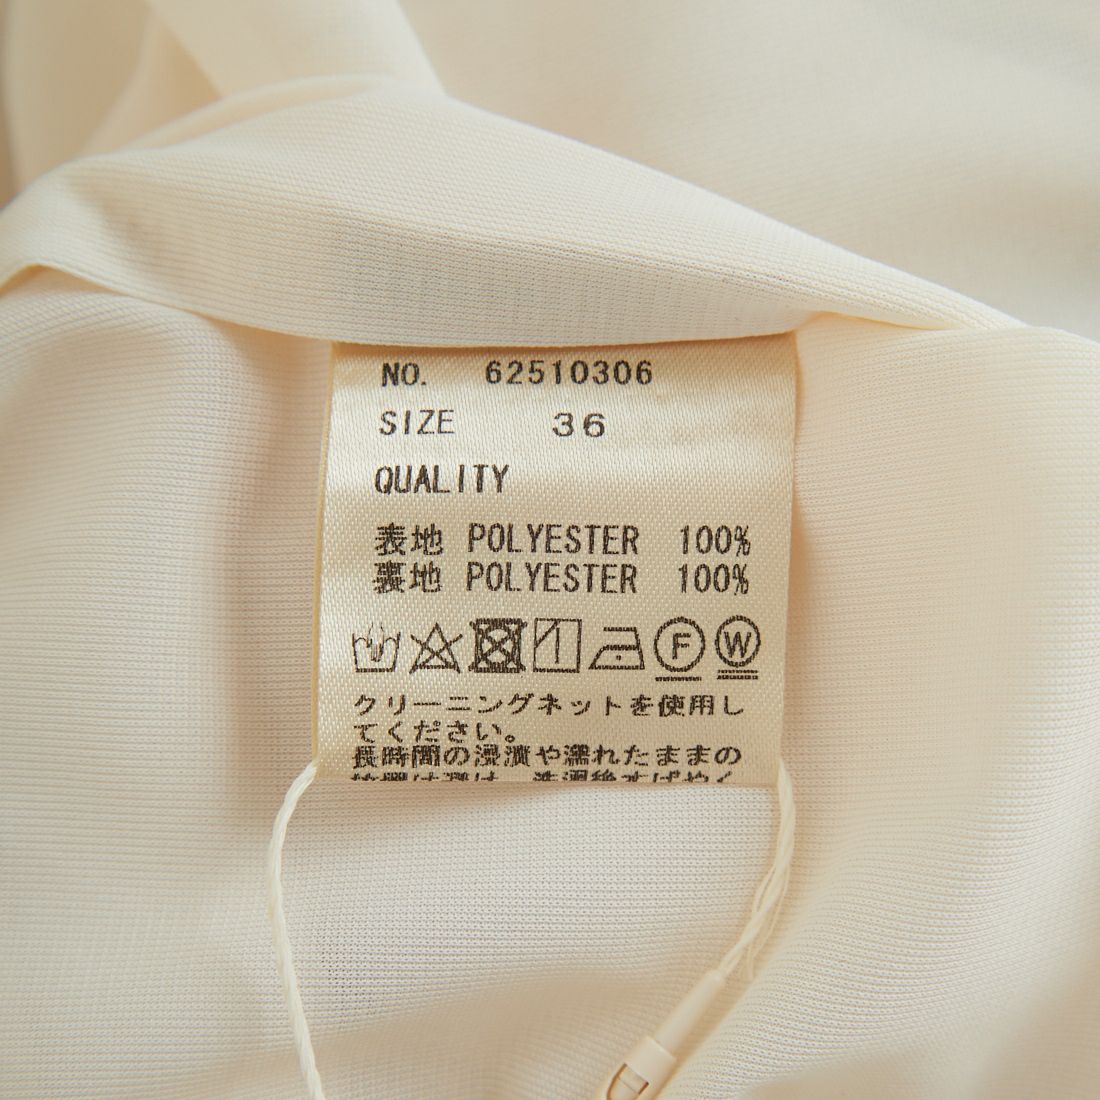 NO. 62510306
SIZE 36
QUALITY
表地 POLYESTER 100%
裏地 POLYESTER 100%
F W
クリーニングネットを使用し
てください。
長時間の浸漬や濡れたままの